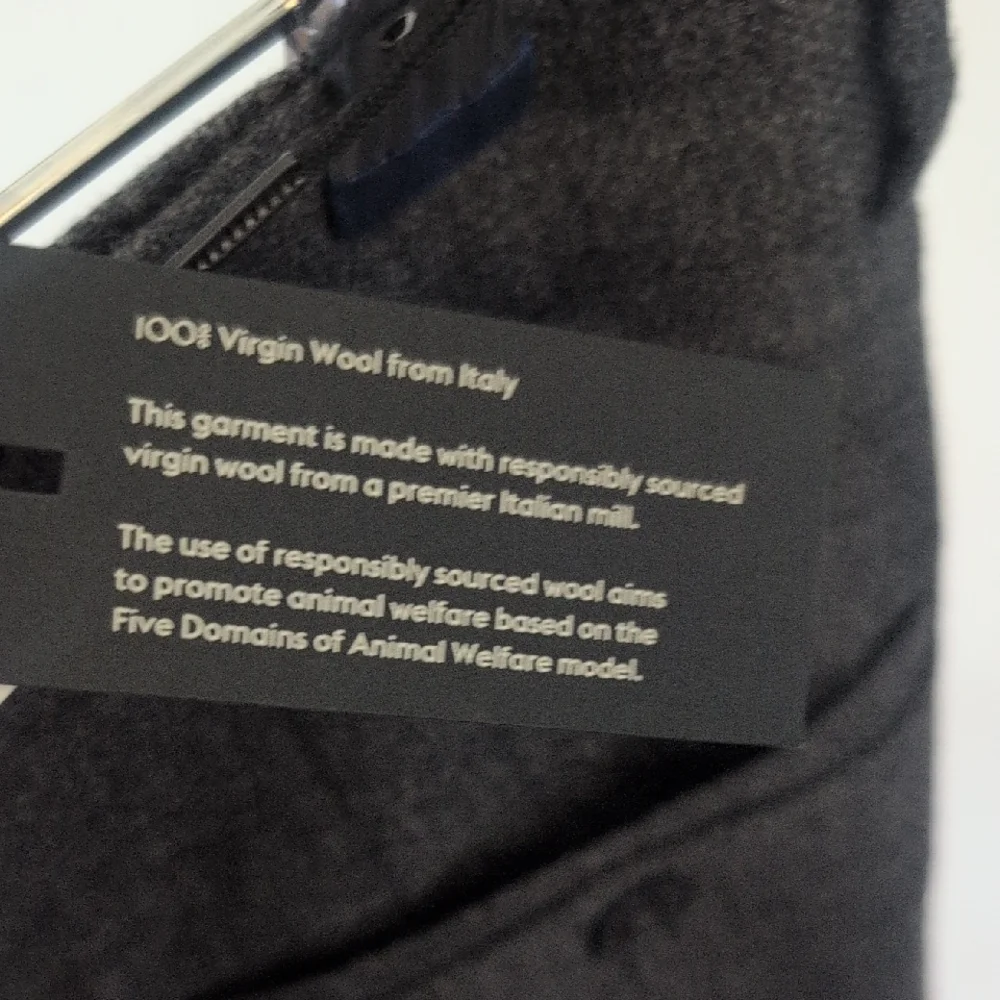 100% Virgin Wool from Italy
This garment is made with responsibly sourced
virgin wool from a premier Italian mill.
The use of responsibly sourced wool aims
to promote animal welfare based on the
Five Domains of Animal Welfare model.